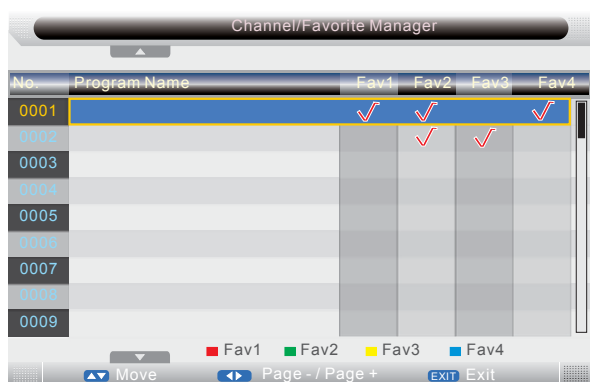 Channel/Favorite Manager
No. Program Name Fav1 Fav2 Fav3 Fav4
0001
0002
0003
0004
0005
0006
0007
0008
0009
Fav1 Fav2 Fav3 Fav4
Move Page - / Page + EXIT Exit